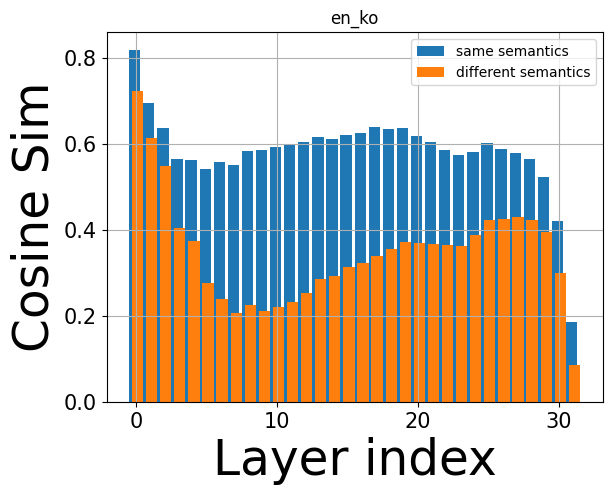 en_ko
same semantics
different semantics
Cosine Sim
0.8
0.6
0.4
0.2
0.0
0 10 20 30
Layer index